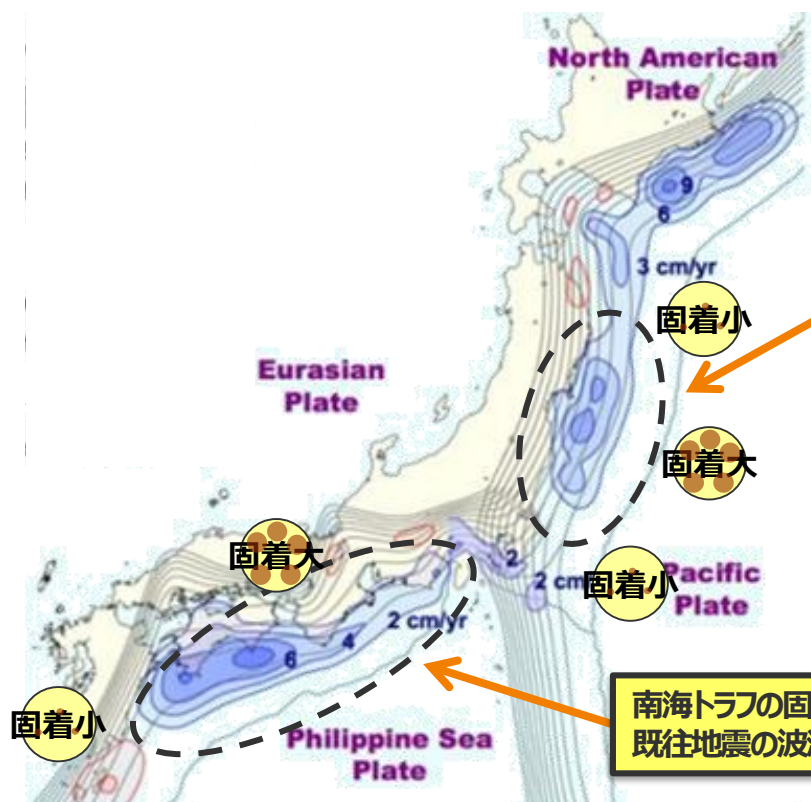 North American
Plate
9
6
3 cm/yr
固着小
Eurasian
Plate
固着大
固着大
2
2 cm
固着小
Pacific
Plate
2 cm/yr
4
6
固着小
Philippine Sea
Plate
南海トラフの固
既往地震の波